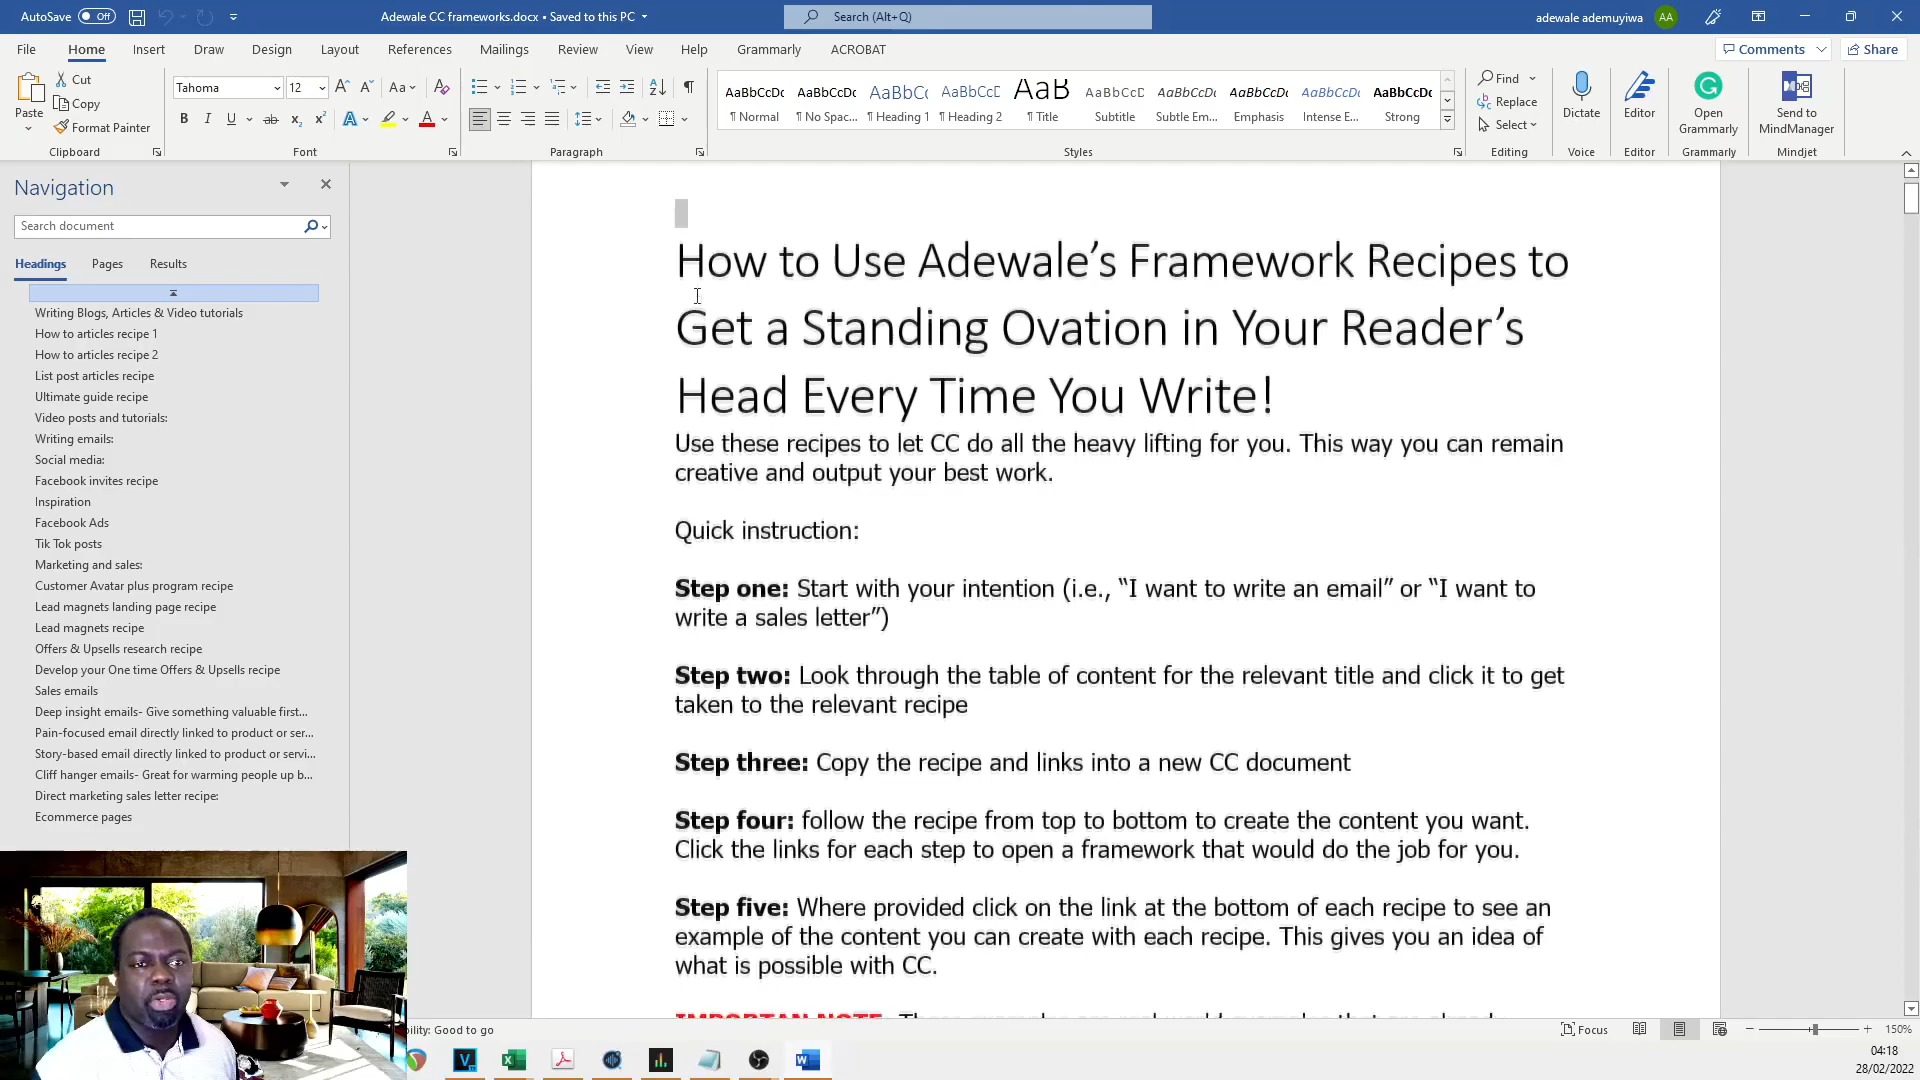 AutoSave Off
Adewale CC frameworks.docx • Saved to this PC
Search (Alt+Q)
adewale ademuyiwa AA
File Home Insert Draw Design Layout References Mailings Review View Help Grammarly ACROBAT
Comments Share
Paste
Cut
Copy
Format Painter
Clipboard
Tahoma 12
Font
Paragraph
AaBbCcDc AaBbCcDc AaBbC AaBbCcD AaB AaBbCcD AaBbCcDc AaBbCcDc AaBbCcDc AaBbCcDc
¶ Normal ¶ No Spac... ¶ Heading 1 ¶ Heading 2 ¶ Title Subtitle Subtle Em... Emphasis Intense E... Strong
Styles
Find
Replace
Select
Editing
Dictate
Voice
Editor
Editor
Open
Grammarly
Grammarly
Send to
MindManager
Mindjet
Navigation
Search document
Headings Pages Results
Writing Blogs, Articles & Video tutorials
How to articles recipe 1
How to articles recipe 2
List post articles recipe
Ultimate guide recipe
Video posts and tutorials:
Writing emails:
Social media:
Facebook invites recipe
Inspiration
Facebook Ads
Tik Tok posts
Marketing and sales:
Customer Avatar plus program recipe
Lead magnets landing page recipe
Lead magnets recipe
Offers & Upsells research recipe
Develop your One time Offers & Upsells recipe
Sales emails
Deep insight emails- Give something valuable first...
Pain-focused email directly linked to product or ser...
Story-based email directly linked to product or servi...
Cliff hanger emails- Great for warming people up b...
Direct marketing sales letter recipe:
Ecommerce pages
How to Use Adewale’s Framework Recipes to
Get a Standing Ovation in Your Reader’s
Head Every Time You Write!
Use these recipes to let CC do all the heavy lifting for you. This way you can remain
creative and output your best work.
Quick instruction:
Step one: Start with your intention (i.e., “I want to write an email” or “I want to
write a sales letter”)
Step two: Look through the table of content for the relevant title and click it to get
taken to the relevant recipe
Step three: Copy the recipe and links into a new CC document
Step four: follow the recipe from top to bottom to create the content you want.
Click the links for each step to open a framework that would do the job for you.
Step five: Where provided click on the link at the bottom of each recipe to see an
example of the content you can create with each recipe. This gives you an idea of
what is possible with CC.
bility: Good to go
Focus
150%
04:18
28/02/2022